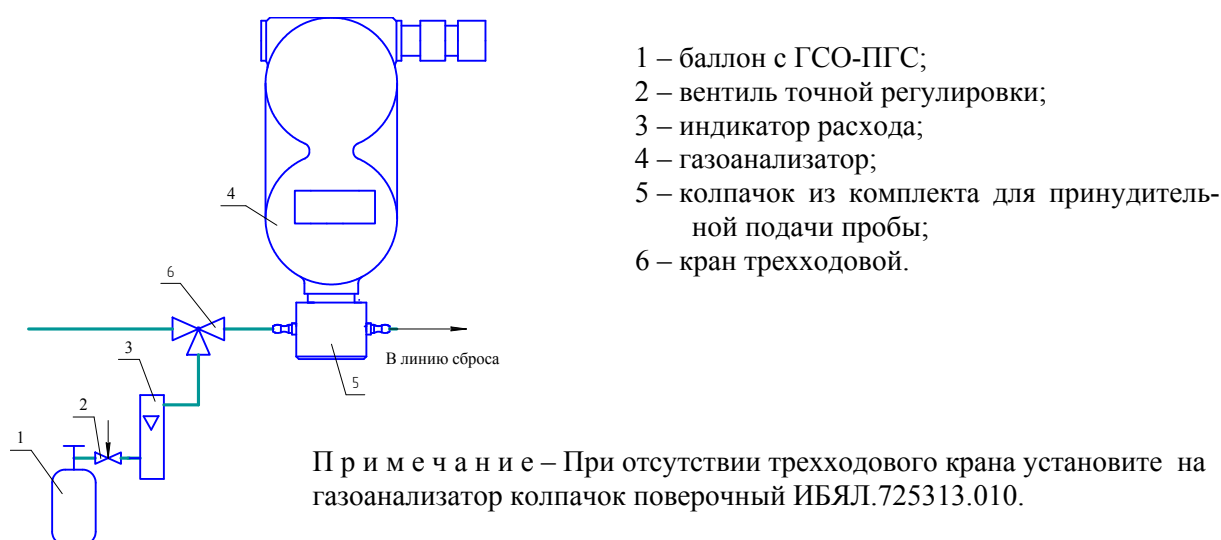 1 – баллон с ГСО-ПГС;
2 – вентиль точной регулировки;
3 – индикатор расхода;
4 – газоанализатор;
5 – колпачок из комплекта для принудитель-
ной подачи пробы;
6 – кран трехходовой.
4
6
3
В линию сброса
5
2
1
П р и м е ч а н и е – При отсутствии трехходового крана установите на
газоанализатор колпачок поверочный ИБЯЛ.725313.010.